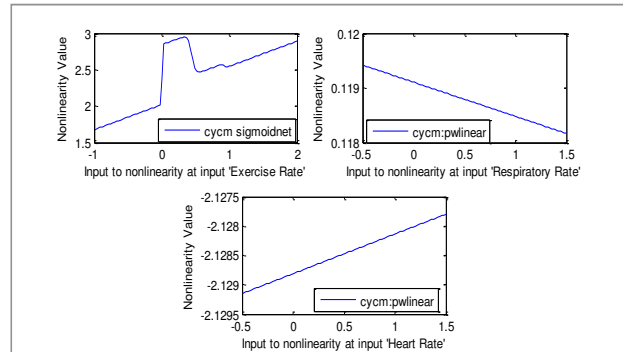 3
2.5
2
1.5
-1
0
1
2
Nonlinearity Value
cycm sigmoidnet
Input to nonlinearity at input 'Exercise Rate'
0.12
0.119
0.118
-0.5
0
0.5
1
1.5
Nonlinearity Value
cycm:pwlinear
Input to nonlinearity at input 'Respiratory Rate'
-2.1275
-2.128
-2.1285
-2.129
-2.1295
-0.5
0
0.5
1
1.5
Nonlinearity Value
cycm:pwlinear
Input to nonlinearity at input 'Heart Rate'